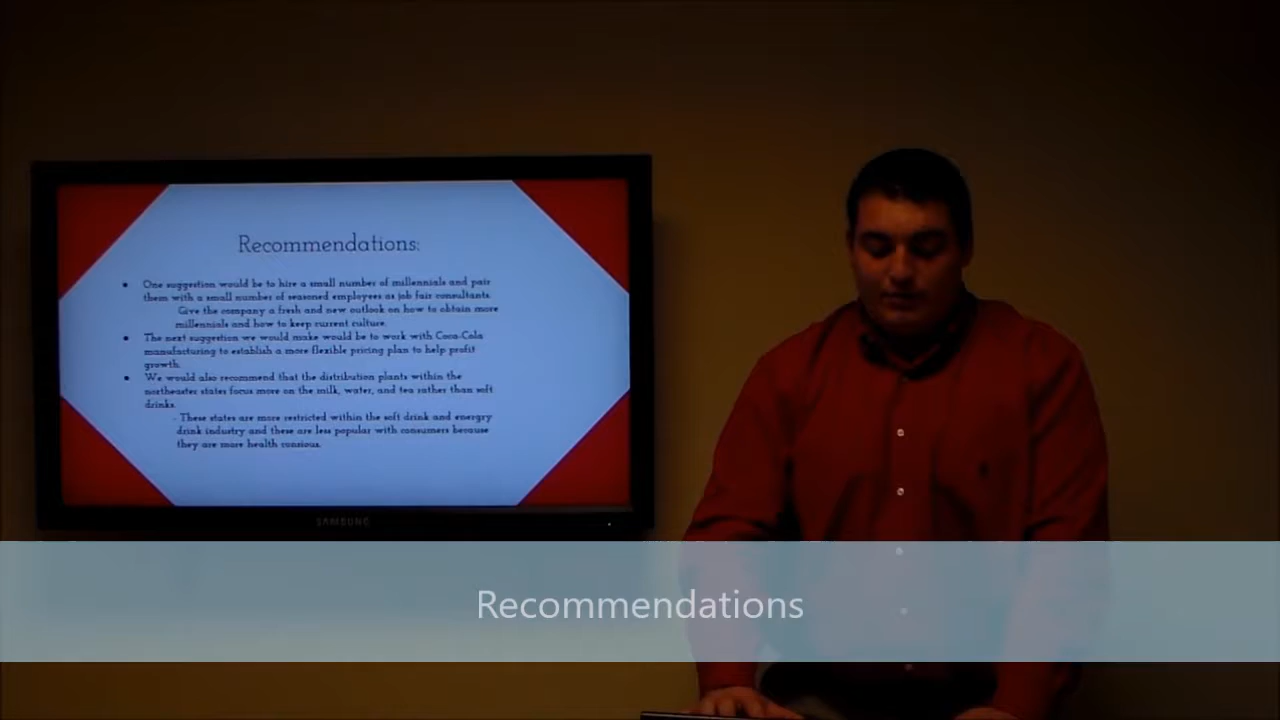 Recommendations:
• One suggestion would be to hire a small number of millennials and pair
them with a small number of seasoned employees as job fair consultants.
Give the company a fresh and new outlook on how to obtain more
millennials and how to keep current culture.
• The next suggestion we would make would be to work with Coca-Cola
manufacturing to establish a more flexible pricing plan to help profit
growth.
• We would also recommend that the distribution plants within the
northeaster states focus more on the milk, water, and tea rather than soft
drinks.
- These states are more restricted within the soft drink and energry
drink industry and these are less popular with consumers because
they are more health consious.
SAMSUNG
Recommendations